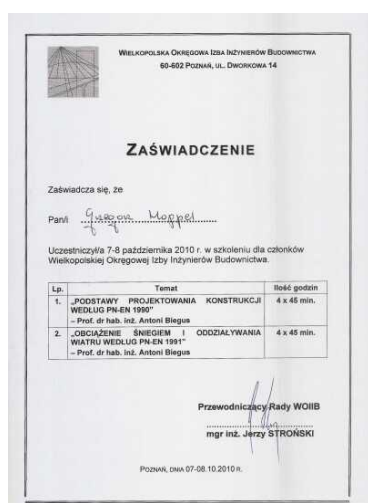 WIELKOPOLSKA OKRĘGOWA IZBA INŻYNIERÓW BUDOWNICTWA
60-602 POZNAŃ, UL. DWORKOWA 14
ZAŚWIADCZENIE
Zaświadcza się, że
Pan/i Grzegorz Moppel
Uczestniczył/a 7-8 października 2010 r. w szkoleniu dla członków
Wielkopolskiej Okręgowej Izby Inżynierów Budownictwa.
Lp. Temat Ilość godzin
1. „PODSTAWY PROJEKTOWANIA KONSTRUKCJI 4 x 45 min.
WEDŁUG PN-EN 1990"
– Prof. dr hab. inż. Antoni Biegus
2. „OBCIĄŻENIE ŚNIEGIEM I ODDZIAŁYWANIA 4 x 45 min.
WIATRU WEDŁUG PN-EN 1991"
– Prof. dr hab. inż. Antoni Biegus
Przewodniczący Rady WOIIB
mgr inż. Jerzy STROŃSKI
POZNAŃ, DNIA 07-08.10.2010 R.